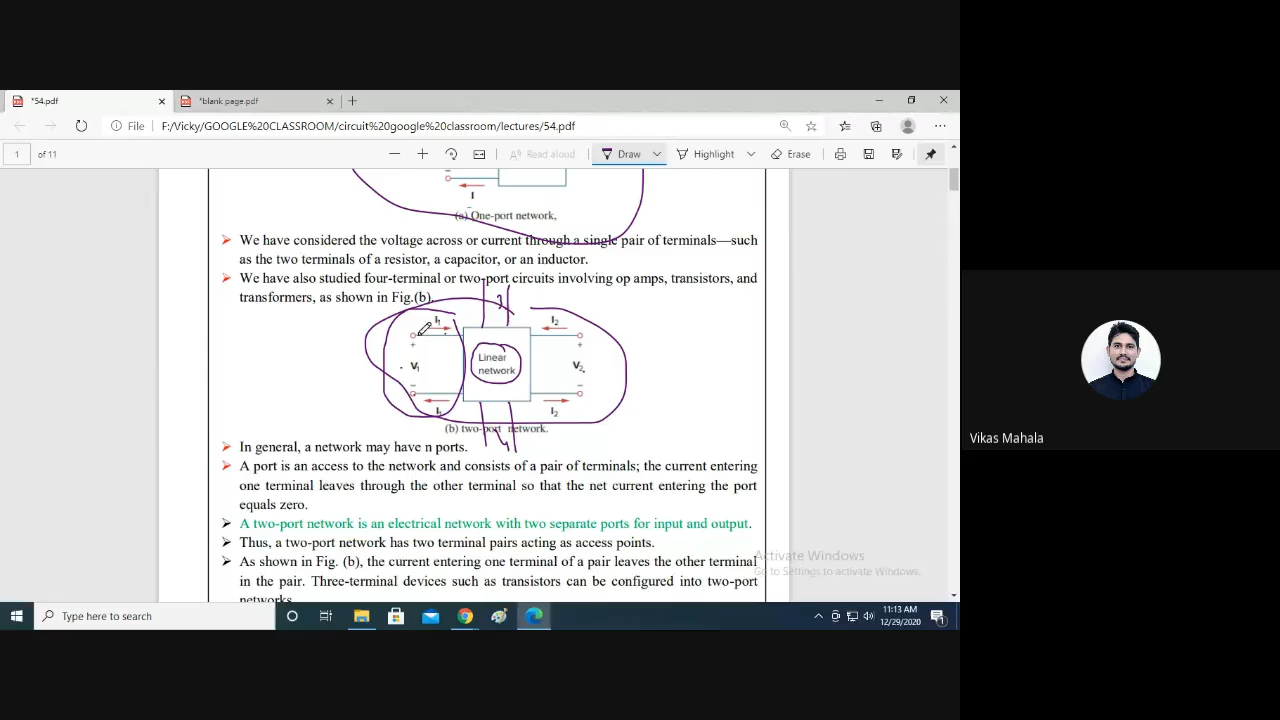 *54.pdf
*blank page.pdf
File
F:/Vicky/GOOGLE%20CLASSROOM/circuit%20google%20classroom/lectures/54.pdf
1 of 11
Read aloud
Draw
Highlight
Erase
I
(a) One-port network,
➢ We have considered the voltage across or current through a single pair of terminals—such
as the two terminals of a resistor, a capacitor, or an inductor.
➢ We have also studied four-terminal or two-port circuits involving op amps, transistors, and
transformers, as shown in Fig.(b).
I1
I2
+
+
V1
Linear
network
V2
−
−
I1
I2
(b) two-port network.
➢ In general, a network may have n ports.
➢ A port is an access to the network and consists of a pair of terminals; the current entering
one terminal leaves through the other terminal so that the net current entering the port
equals zero.
➢ A two-port network is an electrical network with two separate ports for input and output.
➢ Thus, a two-port network has two terminal pairs acting as access points.
➢ As shown in Fig. (b), the current entering one terminal of a pair leaves the other terminal
in the pair. Three-terminal devices such as transistors can be configured into two-port
networks.
Activate Windows
Go to Settings to activate Windows.
Vikas Mahala
Type here to search
11:13 AM
12/29/2020
1